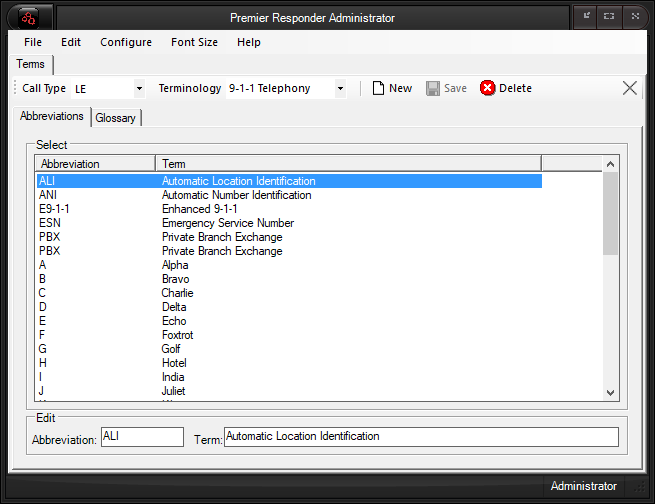 Premier Responder Administrator
File Edit Configure Font Size Help
Terms
Call Type LE Terminology 9-1-1 Telephony New Save Delete
Abbreviations Glossary
Select
Abbreviation Term
ALI Automatic Location Identification
ANI Automatic Number Identification
E9-1-1 Enhanced 9-1-1
ESN Emergency Service Number
PBX Private Branch Exchange
PBX Private Branch Exchange
A Alpha
B Bravo
C Charlie
D Delta
E Echo
F Foxtrot
G Golf
H Hotel
I India
J Juliet
Edit
Abbreviation: ALI Term: Automatic Location Identification
Administrator